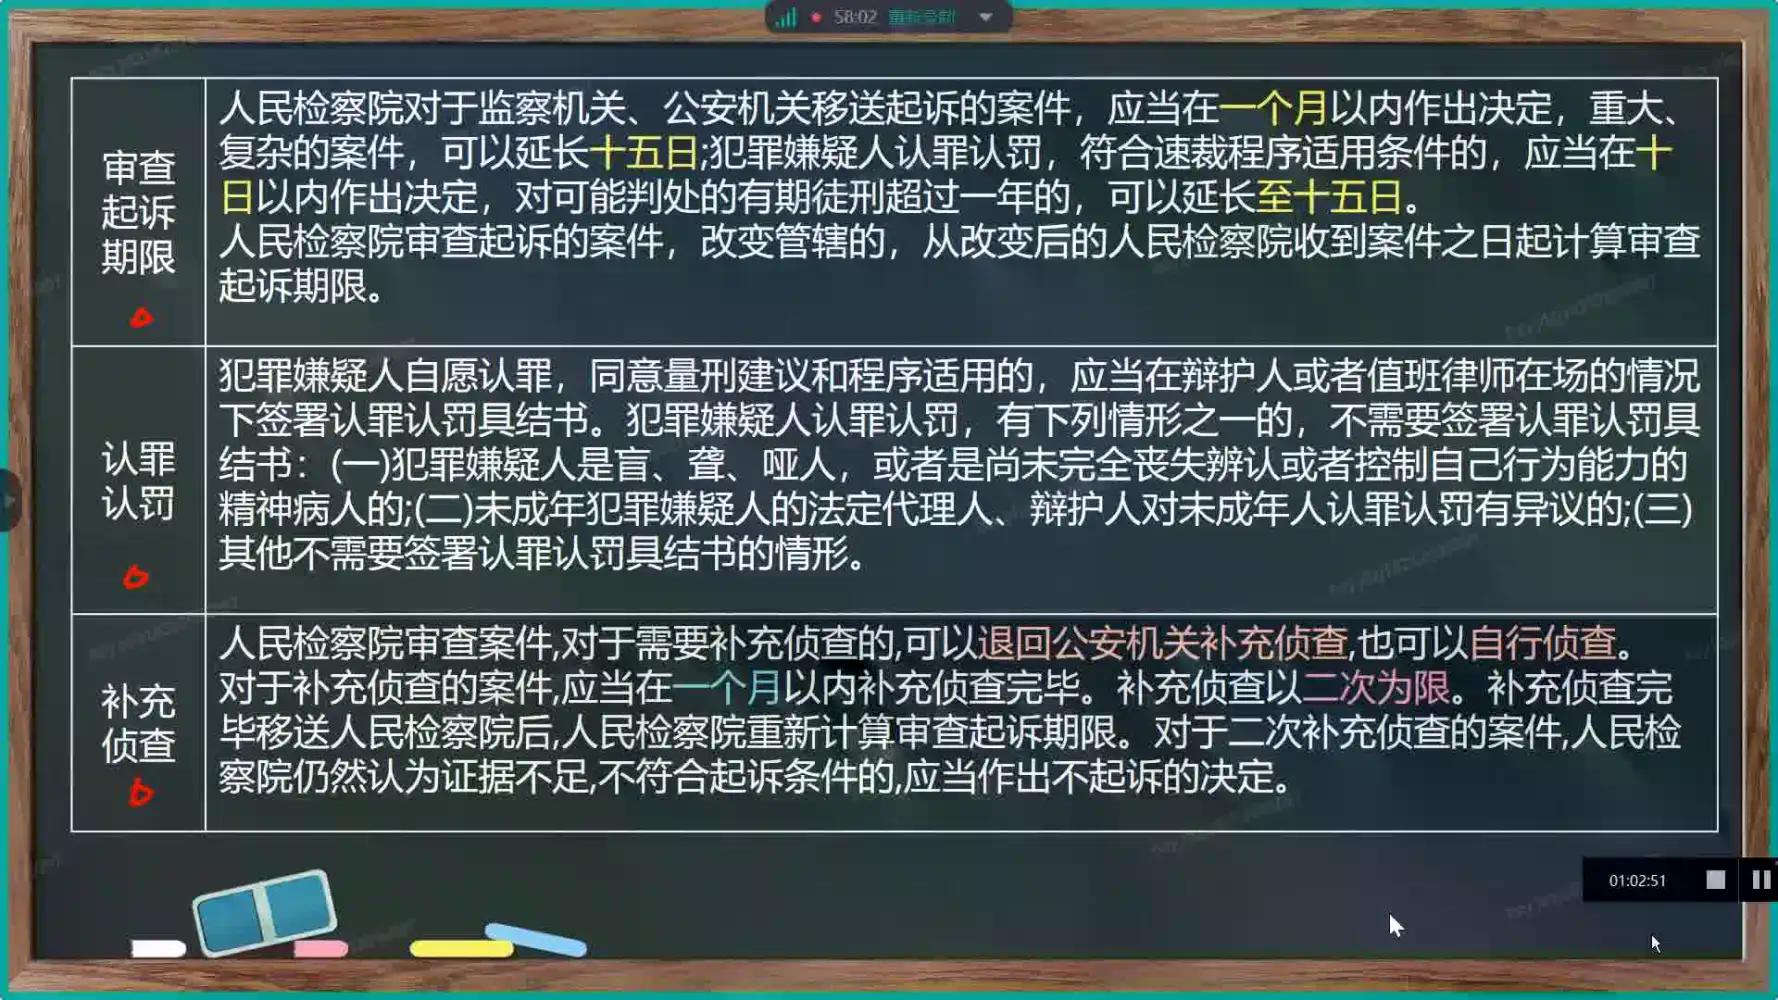 58:02
审查
起诉
期限
人民检察院对于监察机关、公安机关移送起诉的案件，应当在一个月以内作出决定，重大、
复杂的案件，可以延长十五日;犯罪嫌疑人认罪认罚，符合速裁程序适用条件的，应当在十
日以内作出决定，对可能判处的有期徒刑超过一年的，可以延长至十五日。
人民检察院审查起诉的案件，改变管辖的，从改变后的人民检察院收到案件之日起计算审查
起诉期限。
认罪
认罚
犯罪嫌疑人自愿认罪，同意量刑建议和程序适用的，应当在辩护人或者值班律师在场的情况
下签署认罪认罚具结书。犯罪嫌疑人认罪认罚，有下列情形之一的，不需要签署认罪认罚具
结书：(一)犯罪嫌疑人是盲、聋、哑人，或者是尚未完全丧失辨认或者控制自己行为能力的
精神病人的;(二)未成年犯罪嫌疑人的法定代理人、辩护人对未成年人认罪认罚有异议的;(三)
其他不需要签署认罪认罚具结书的情形。
补充
侦查
人民检察院审查案件,对于需要补充侦查的,可以退回公安机关补充侦查,也可以自行侦查。
对于补充侦查的案件,应当在一个月以内补充侦查完毕。补充侦查以二次为限。补充侦查完
毕移送人民检察院后,人民检察院重新计算审查起诉期限。对于二次补充侦查的案件,人民检
察院仍然认为证据不足,不符合起诉条件的,应当作出不起诉的决定。
01:02:51